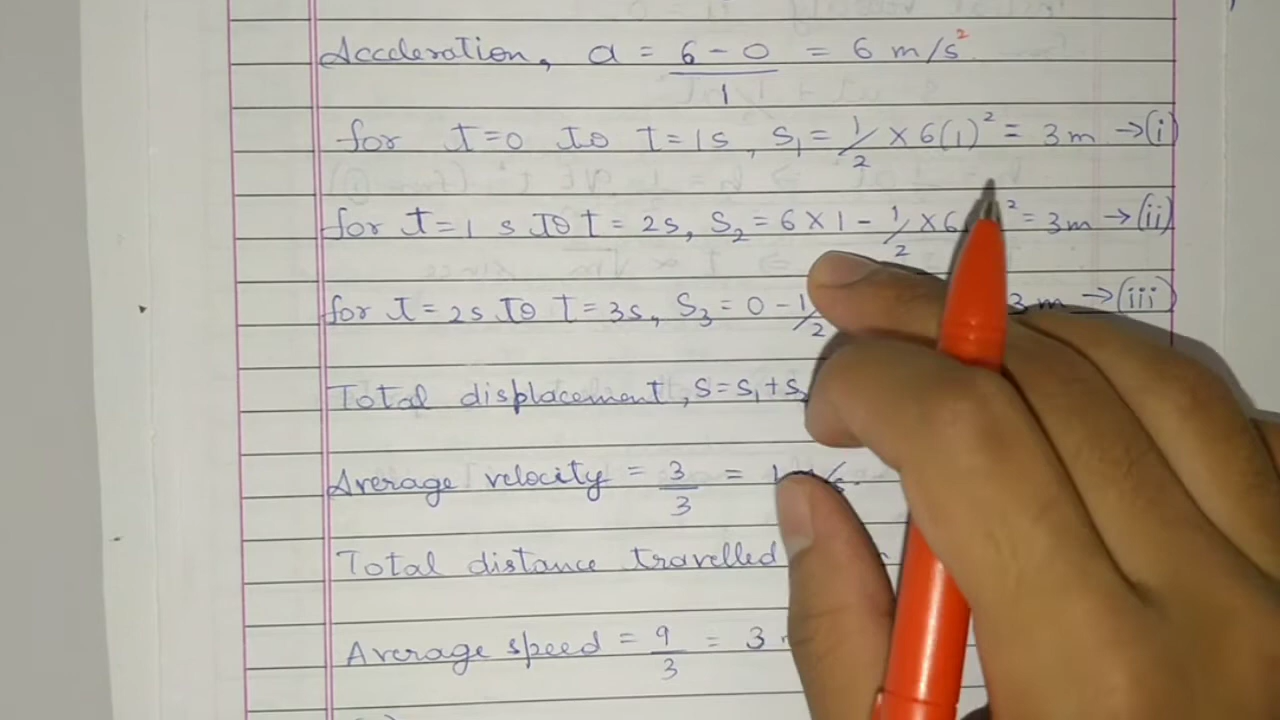 Acceleration, a = 6 - 0 / 1 = 6 m/s²
for t=0 to t=1s, S₁ = 1/2 × 6(1)² = 3m →(i)
for t=1 s to t=2s, S₂ = 6×1 - 1/2 ×6 ² = 3m →(ii)
for t=2s to t=3s, S₃ = 0 - 1/2 3m →(iii)
Total displacement, S=S₁+S₂
Average velocity = 3/3 =
Total distance travelled
Average speed = 9/3 = 3